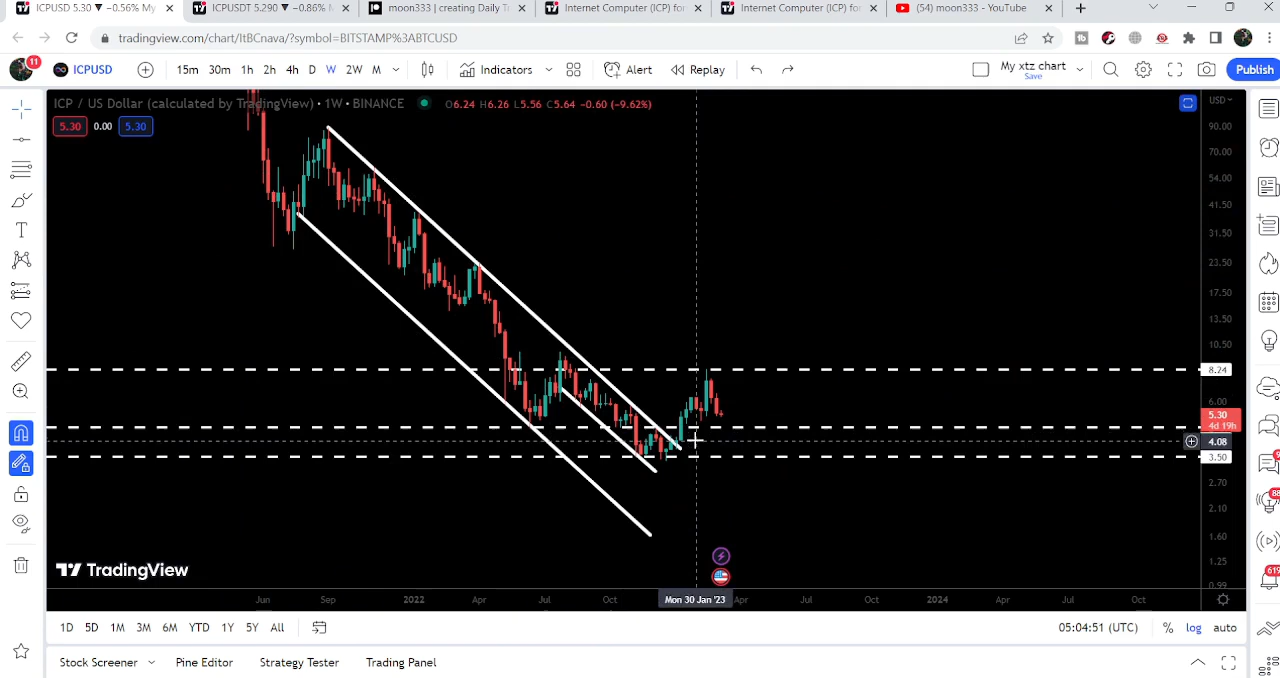 ICPUSD 5.30 ▼ −0.56% My
ICPUSDT 5.290 ▼ −0.86% M
moon333 | creating Daily Tr
Internet Computer (ICP) for
Internet Computer (ICP) for
(54) moon333 - YouTube
tradingview.com/chart/ItBCnava/?symbol=BITSTAMP%3ABTCUSD
11
ICPUSD
15m 30m 1h 2h 4h D W 2W M
Indicators
Alert
Replay
My xtz chart
Save
Publish
ICP / US Dollar (calculated by TradingView) • 1W • BINANCE
O6.24 H6.26 L5.56 C5.64 −0.60 (−9.62%)
5.30 0.00 5.30
USD
90.00
70.00
54.00
41.50
31.50
23.50
17.50
13.50
10.50
8.24
6.00
5.30
4d 19h
4.08
3.50
2.70
2.10
1.60
1.25
0.99
TradingView
Jun Sep 2022 Apr Jul Oct Mon 30 Jan '23 Apr Jul Oct 2024 Apr Jul Oct
1D 5D 1M 3M 6M YTD 1Y 5Y All
05:04:51 (UTC) % log auto
Stock Screener Pine Editor Strategy Tester Trading Panel